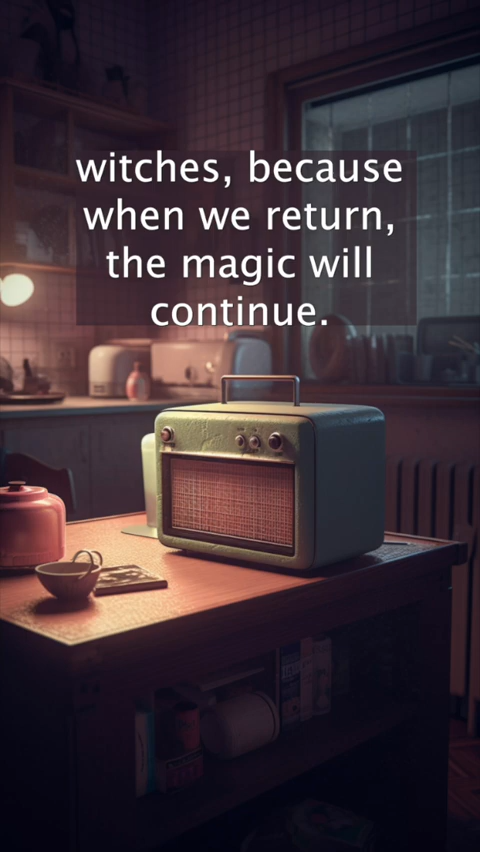 witches, because
when we return,
the magic will
continue.